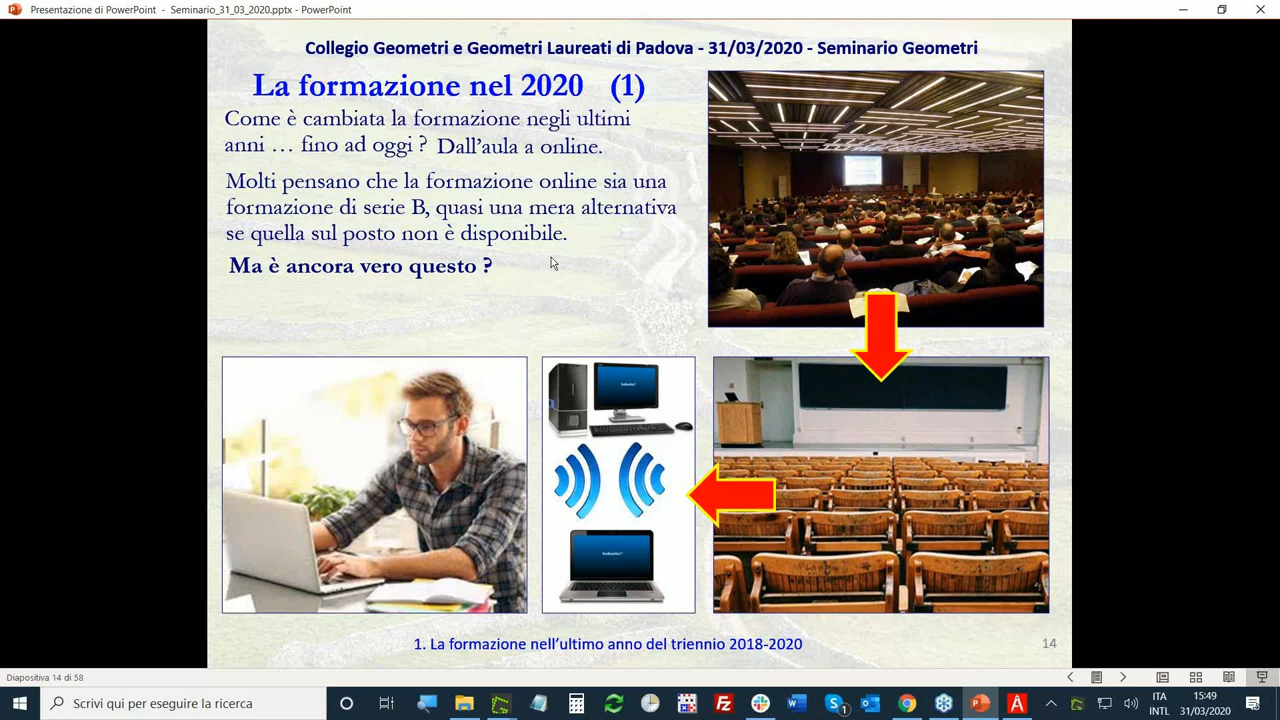 Presentazione di PowerPoint - Seminario_31_03_2020.pptx - PowerPoint
Collegio Geometri e Geometri Laureati di Padova - 31/03/2020 - Seminario Geometri
La formazione nel 2020 (1)
Come è cambiata la formazione negli ultimi
anni … fino ad oggi ? Dall'aula a online.
Molti pensano che la formazione online sia una
formazione di serie B, quasi una mera alternativa
se quella sul posto non è disponibile.
Ma è ancora vero questo ?
1. La formazione nell'ultimo anno del triennio 2018-2020
14
Diapositiva 14 di 58
Scrivi qui per eseguire la ricerca
1
ITA
INTL
15:49
31/03/2020